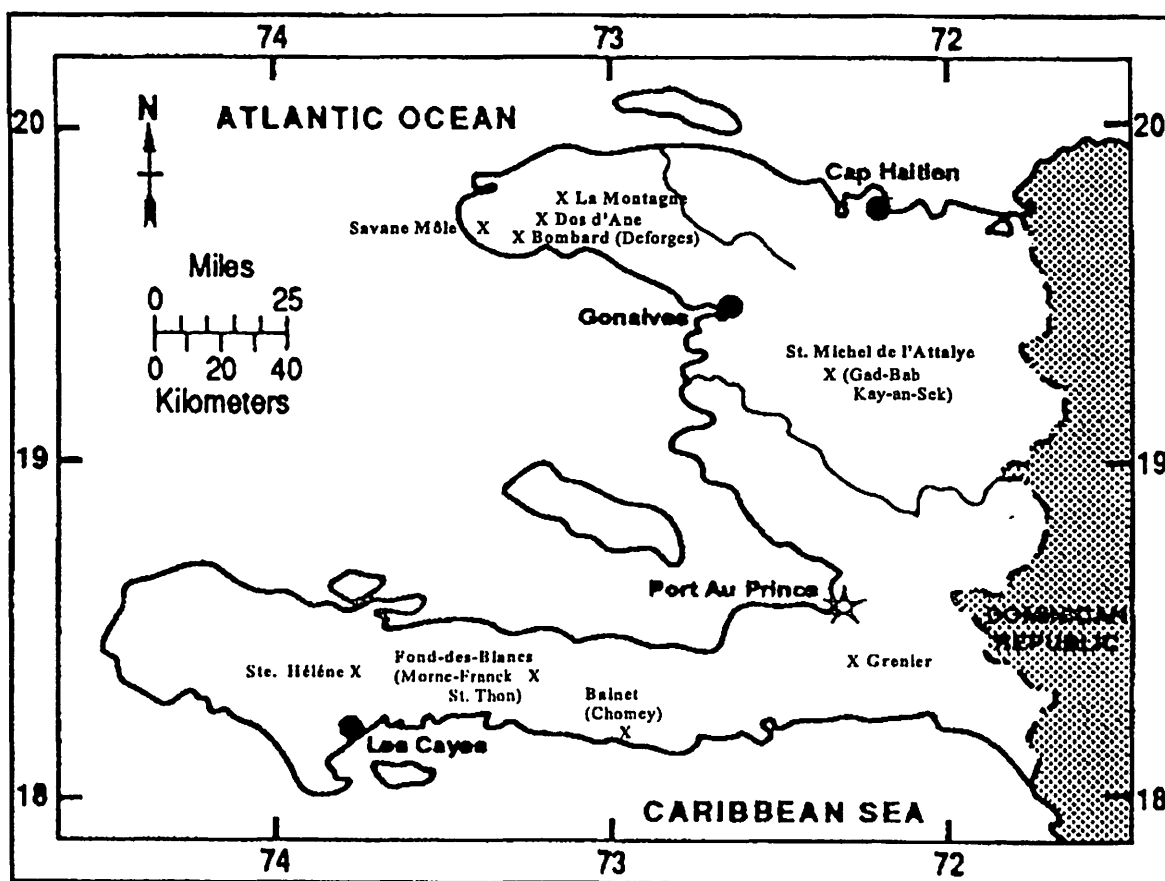 74 73 72
20 20
N
ATLANTIC OCEAN
Cap Haitien
X La Montagne
X Dos d'Ane
Savane Môle X
X Bombard (Deforges)
Miles
0 25
0 20 40
Kilometers
Gonaives
St. Michel de l'Attalye
X (Gad-Bab
Kay-an-Sek)
19 19
Port Au Prince
DOMINICAN
REPUBLIC
X Grenier
Ste. Hélène X
Fond-des-Blancs
(Morne-Franck X
St. Thon)
Bainet
(Chomey)
X
Les Cayes
18 18
CARIBBEAN SEA
74 73 72